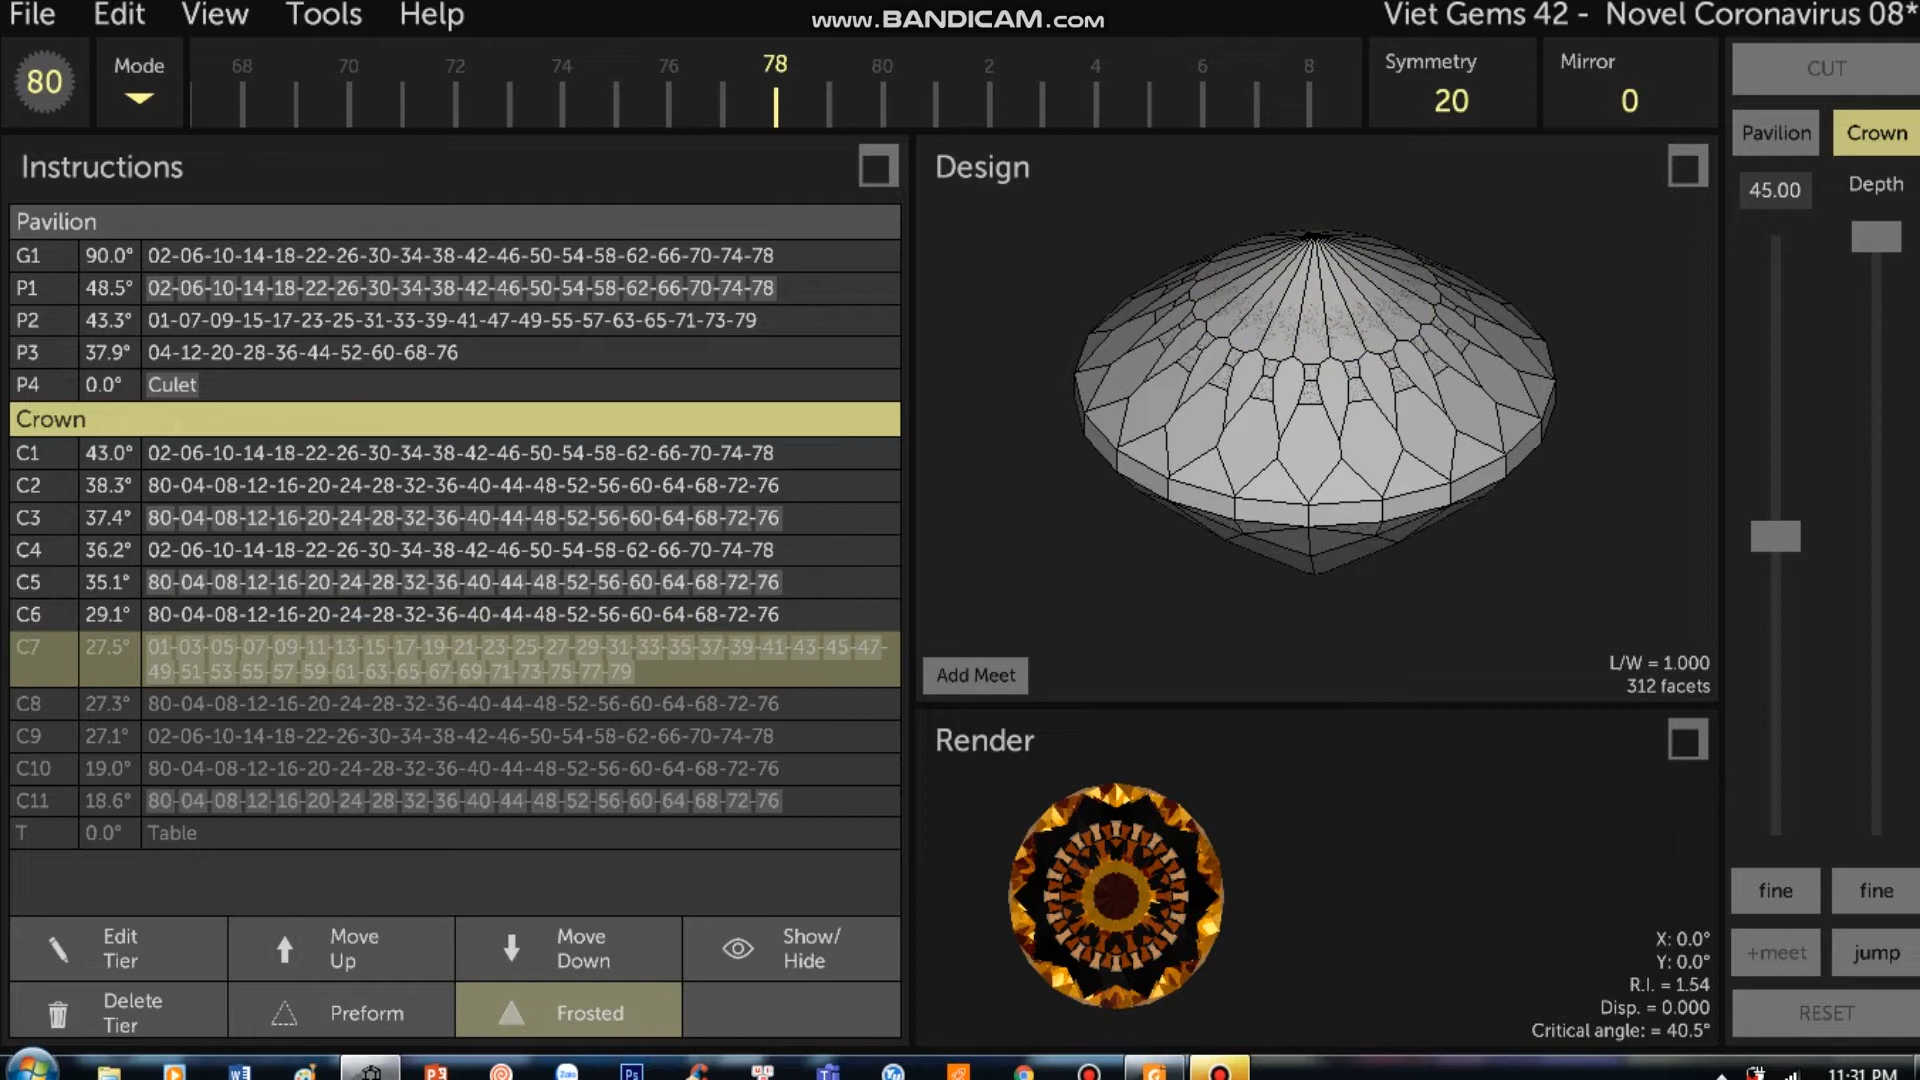 File Edit View Tools Help
www.BANDICAM.com
Viet Gems 42 - Novel Coronavirus 08*
80
Mode
68 70 72 74 76 78 80 2 4 6 8
Symmetry
20
Mirror
0
CUT
Pavilion Crown
45.00 Depth
Instructions
Pavilion
G1 90.0° 02-06-10-14-18-22-26-30-34-38-42-46-50-54-58-62-66-70-74-78
P1 48.5° 02-06-10-14-18-22-26-30-34-38-42-46-50-54-58-62-66-70-74-78
P2 43.3° 01-07-09-15-17-23-25-31-33-39-41-47-49-55-57-63-65-71-73-79
P3 37.9° 04-12-20-28-36-44-52-60-68-76
P4 0.0° Culet
Crown
C1 43.0° 02-06-10-14-18-22-26-30-34-38-42-46-50-54-58-62-66-70-74-78
C2 38.3° 80-04-08-12-16-20-24-28-32-36-40-44-48-52-56-60-64-68-72-76
C3 37.4° 80-04-08-12-16-20-24-28-32-36-40-44-48-52-56-60-64-68-72-76
C4 36.2° 02-06-10-14-18-22-26-30-34-38-42-46-50-54-58-62-66-70-74-78
C5 35.1° 80-04-08-12-16-20-24-28-32-36-40-44-48-52-56-60-64-68-72-76
C6 29.1° 80-04-08-12-16-20-24-28-32-36-40-44-48-52-56-60-64-68-72-76
C7 27.5° 01-03-05-07-09-11-13-15-17-19-21-23-25-27-29-31-33-35-37-39-41-43-45-47-
49-51-53-55-57-59-61-63-65-67-69-71-73-75-77-79
C8 27.3° 80-04-08-12-16-20-24-28-32-36-40-44-48-52-56-60-64-68-72-76
C9 27.1° 02-06-10-14-18-22-26-30-34-38-42-46-50-54-58-62-66-70-74-78
C10 19.0° 80-04-08-12-16-20-24-28-32-36-40-44-48-52-56-60-64-68-72-76
C11 18.6° 80-04-08-12-16-20-24-28-32-36-40-44-48-52-56-60-64-68-72-76
T 0.0° Table
Edit
Tier
Move
Up
Move
Down
Show/
Hide
Delete
Tier
Preform
Frosted
Design
Add Meet
L/W = 1.000
312 facets
Render
X: 0.0°
Y: 0.0°
R.I. = 1.54
Disp. = 0.000
Critical angle: = 40.5°
fine fine
+meet jump
RESET
Zalo
Ps
11:31 PM